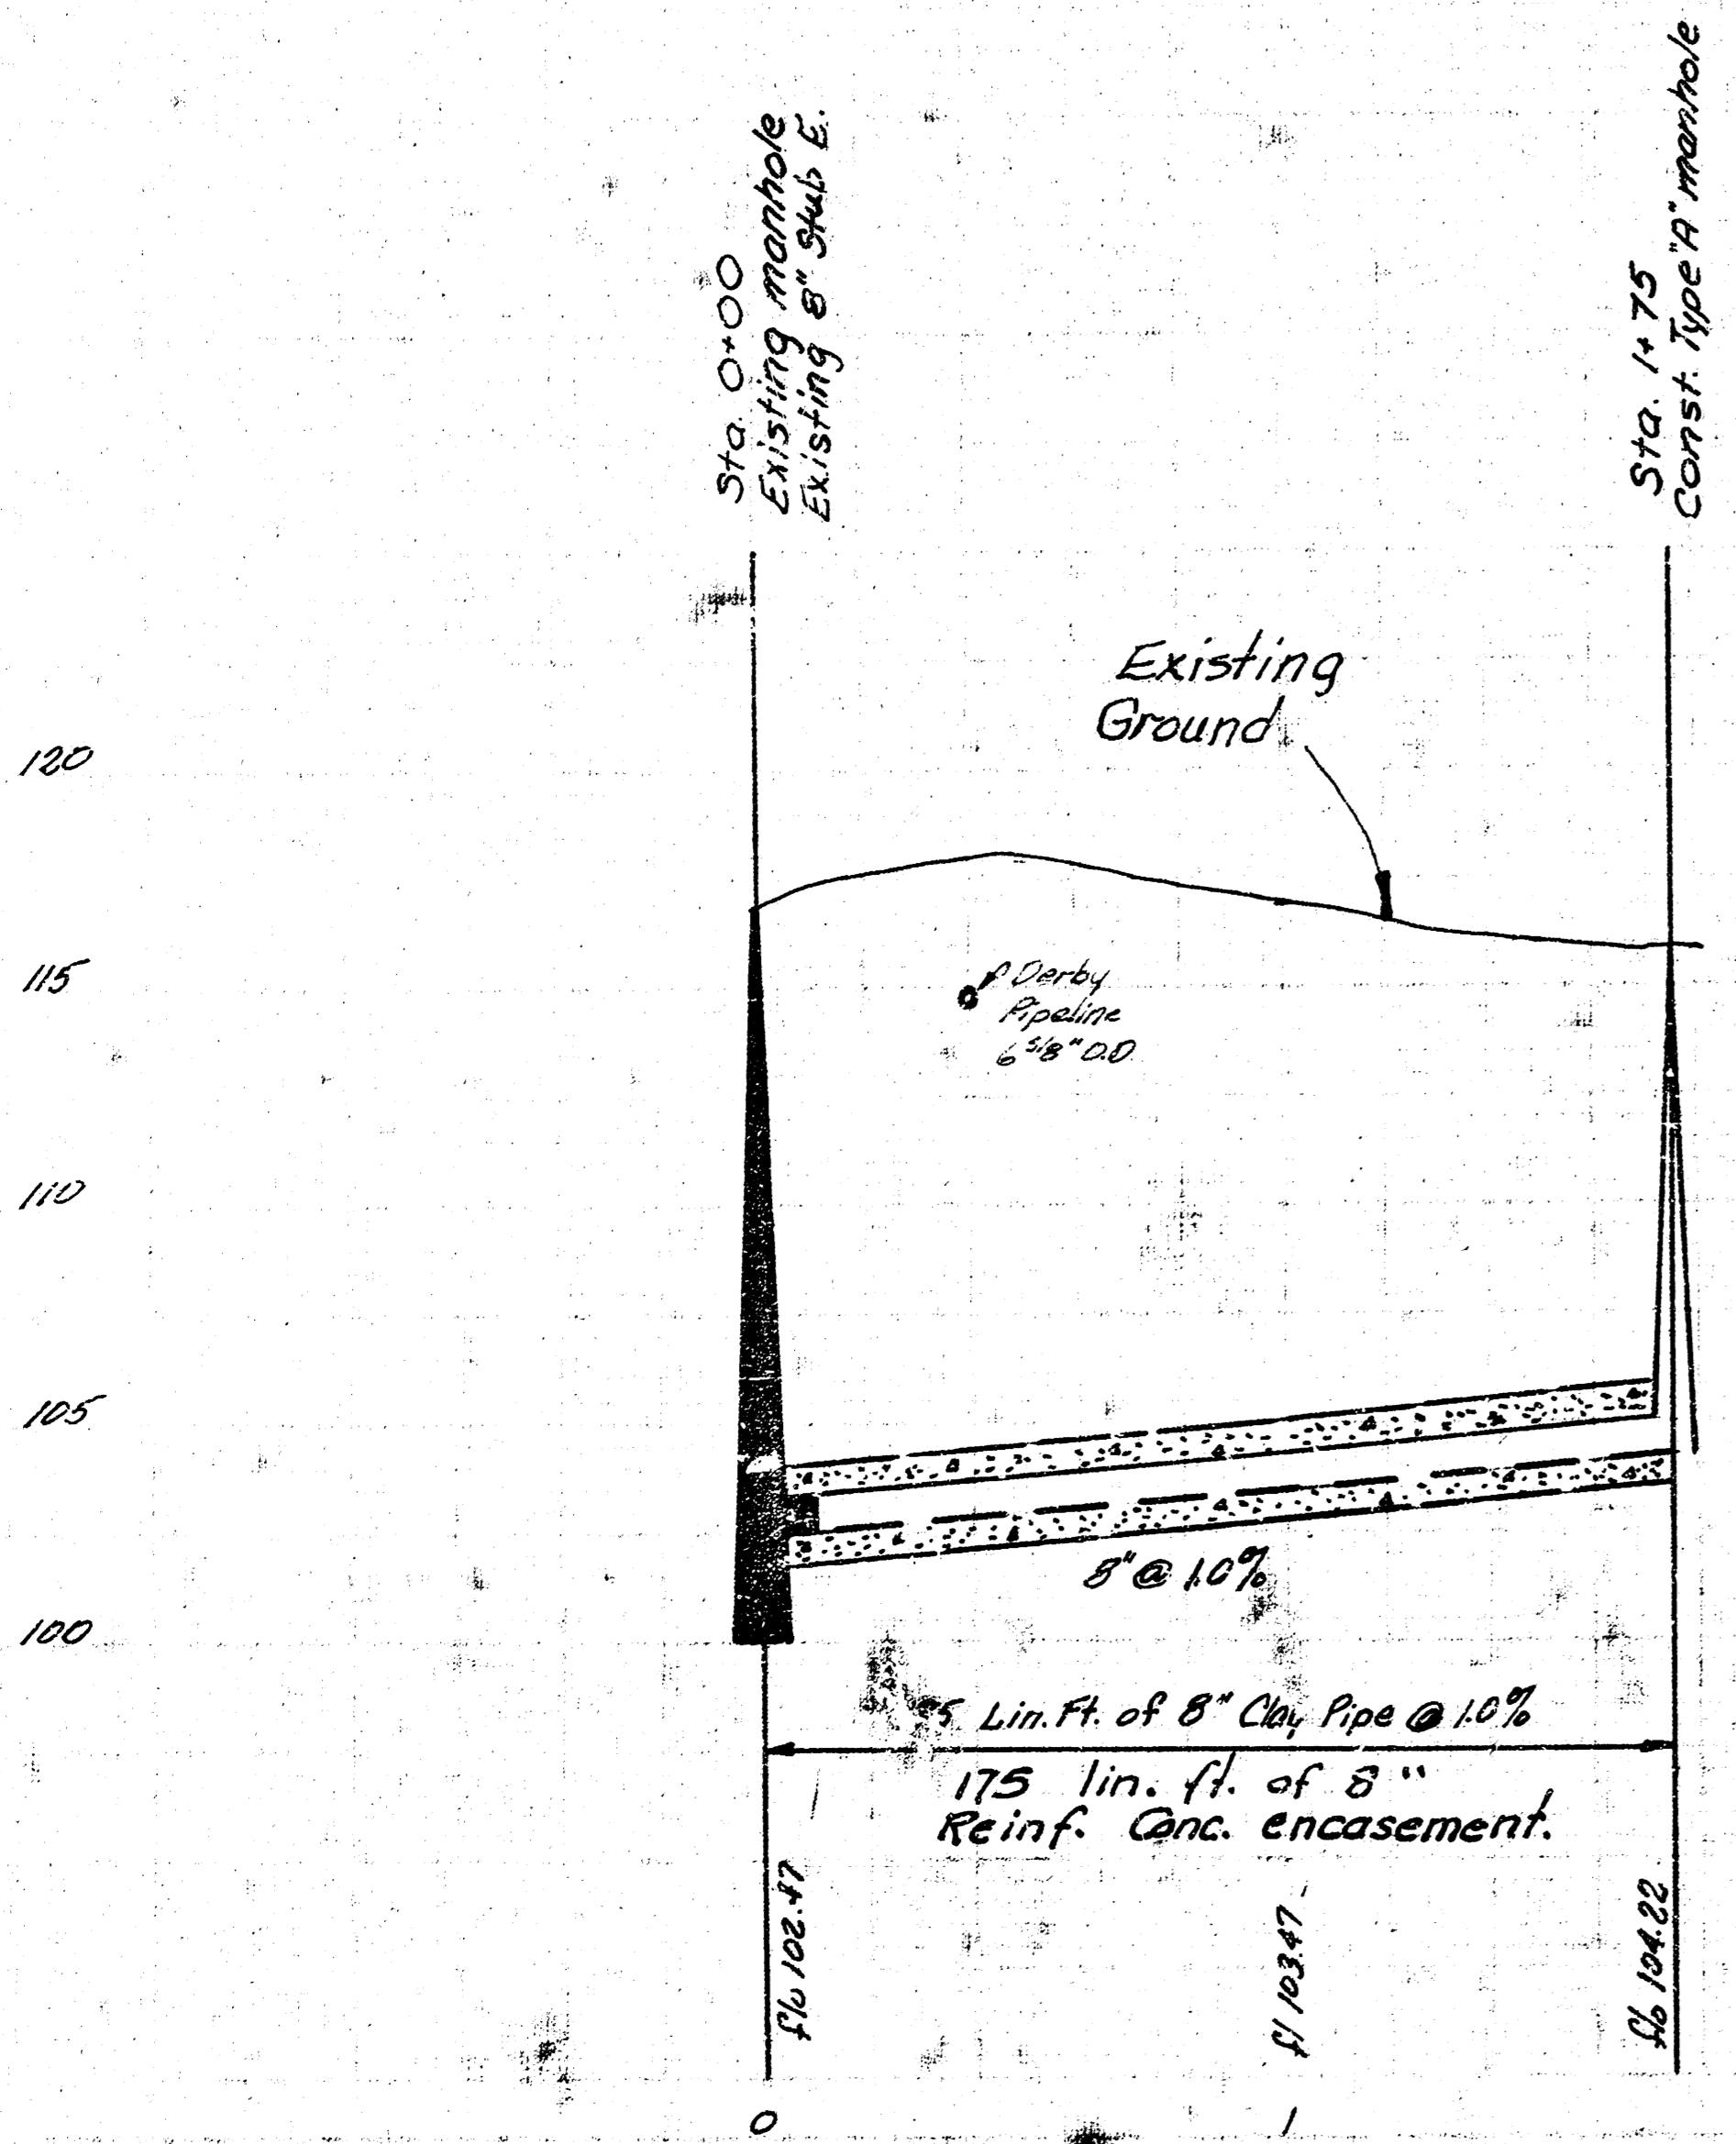 Sta. 0+00
Existing manhole
Existing 8" Stub E.
Sta. 1+75
Const. Type "A" manhole
Existing
Ground
120
115
Derby
Pipeline
6 5/8" O.D.
110
105
100
8" @ 1.0%
Lin. Ft. of 8" Clay Pipe @ 1.0%
175 lin. ft. of 8"
Reinf. Conc. encasement.
102.47
fl 103.47
104.22
0
1